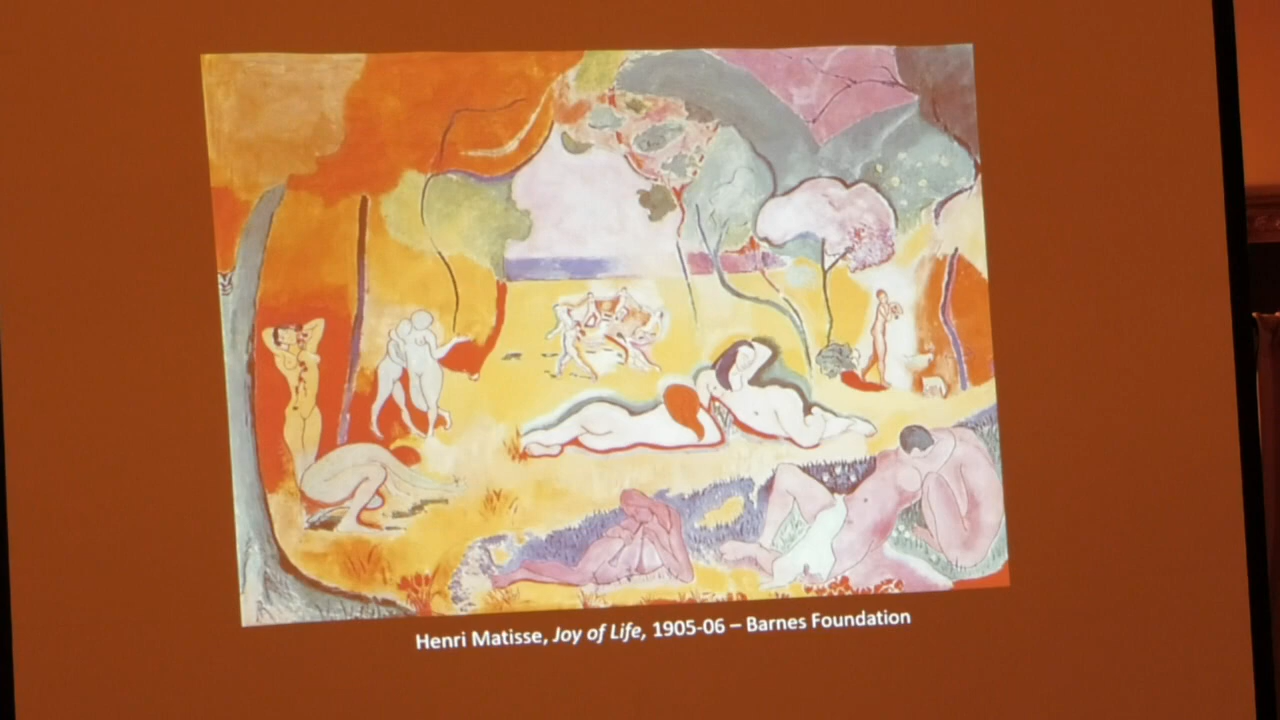 Henri Matisse, Joy of Life, 1905-06 – Barnes Foundation